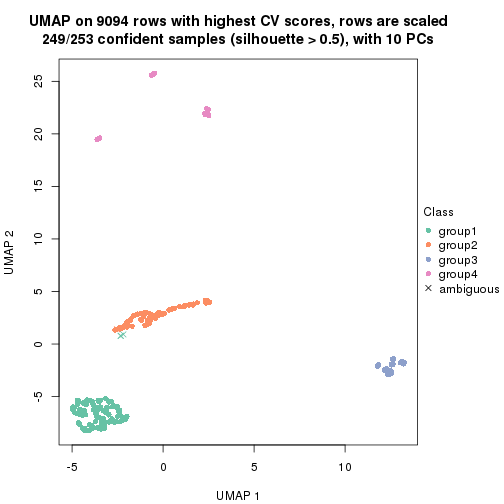 UMAP on 9094 rows with highest CV scores, rows are scaled
249/253 confident samples (silhouette > 0.5), with 10 PCs
25
20
15
10
5
0
-5
UMAP 2
-5 0 5 10
UMAP 1
Class
group1
group2
group3
group4
ambiguous